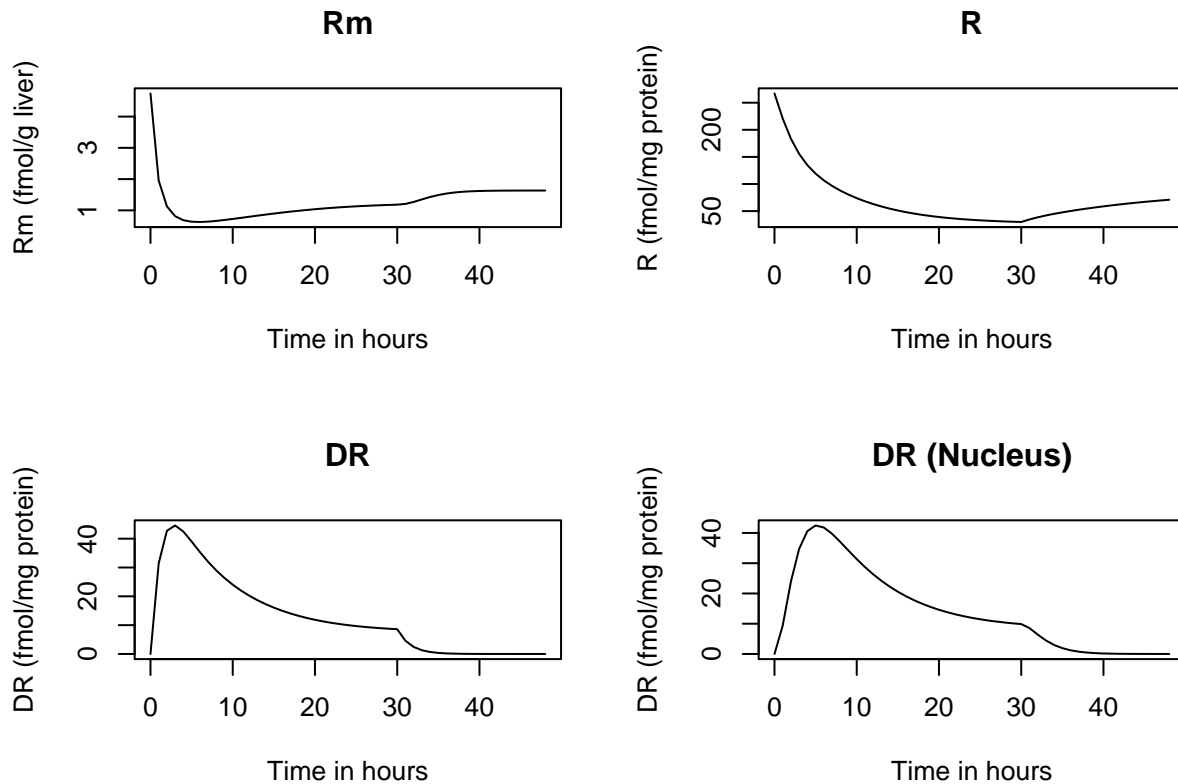 Rm
Rm (fmol/g liver)
3
1
0 10 20 30 40
Time in hours
R
R (fmol/mg protein)
200
50
0 10 20 30 40
Time in hours
DR
DR (fmol/mg protein)
40
20
0
0 10 20 30 40
Time in hours
DR (Nucleus)
DR (fmol/mg protein)
40
20
0
0 10 20 30 40
Time in hours